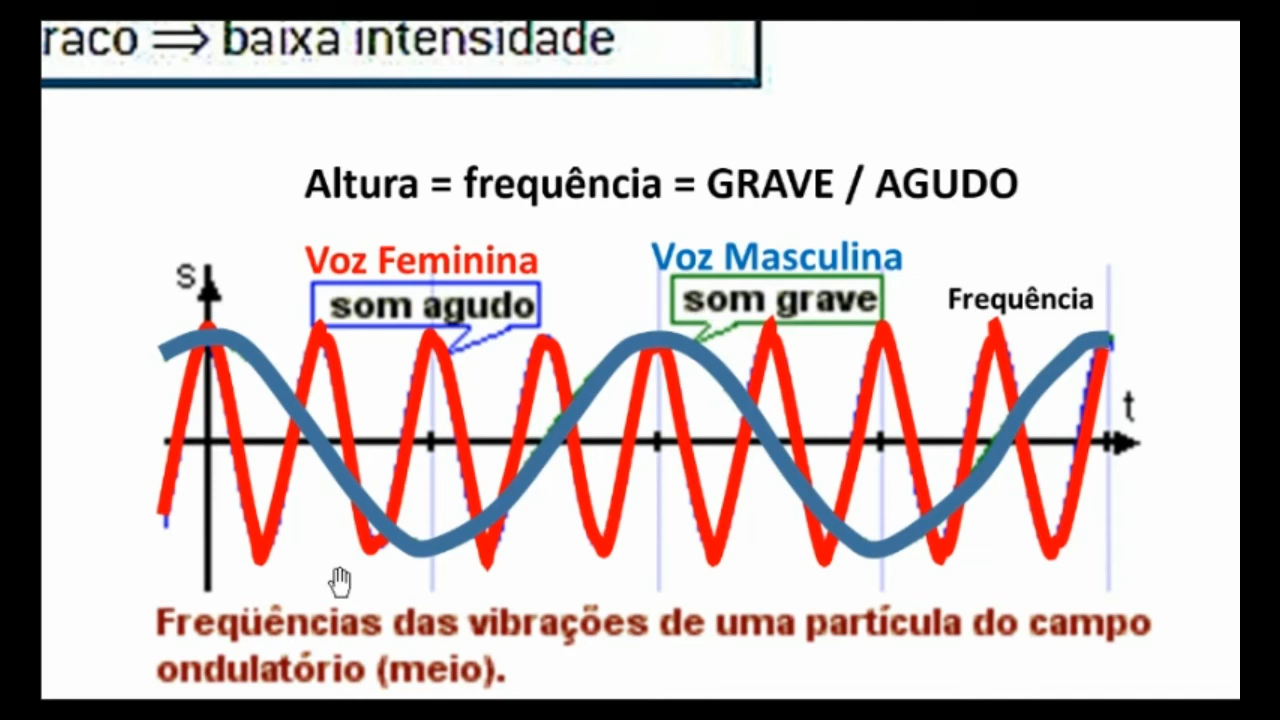 raco ⇒ baixa intensidade
Altura = frequência = GRAVE / AGUDO
Voz Feminina
Voz Masculina
som agudo
som grave
Frequência
S
t
Freqüências das vibrações de uma partícula do campo
ondulatório (meio).